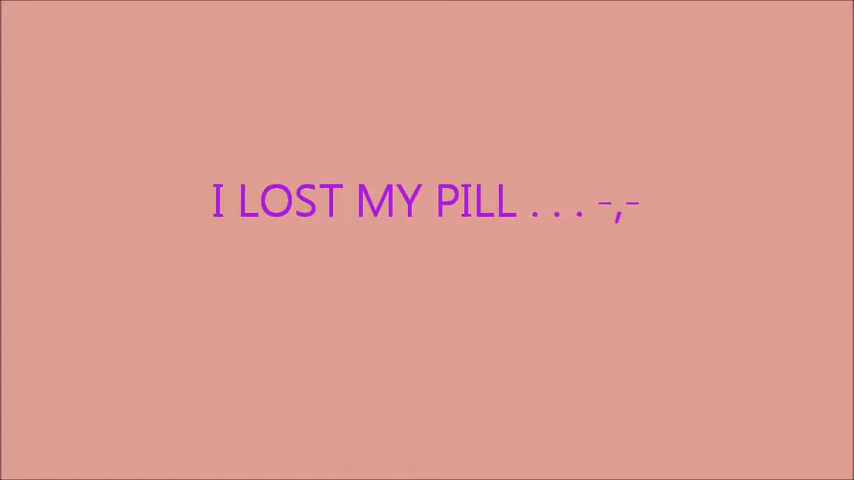 I LOST MY PILL . . . -,-